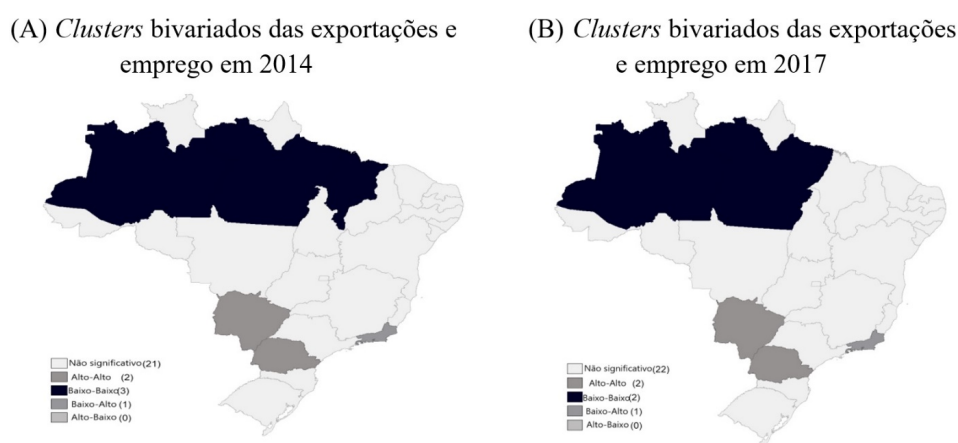 (A) Clusters bivariados das exportações e
emprego em 2014
(B) Clusters bivariados das exportações
e emprego em 2017
Não significativo(21)
Alto-Alto (2)
Baixo-Baixo(3)
Baixo-Alto (1)
Alto-Baixo (0)
Não significativo(22)
Alto-Alto (2)
Baixo-Baixo(2)
Baixo-Alto (1)
Alto-Baixo (0)